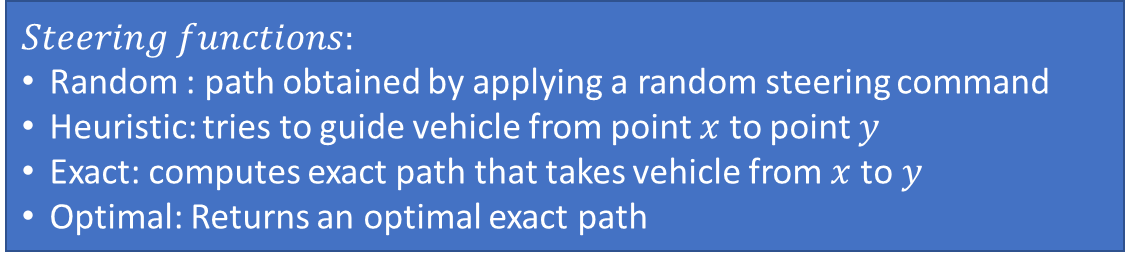 Steering functions:
• Random : path obtained by applying a random steering command
• Heuristic: tries to guide vehicle from point x to point y
• Exact: computes exact path that takes vehicle from x to y
• Optimal: Returns an optimal exact path